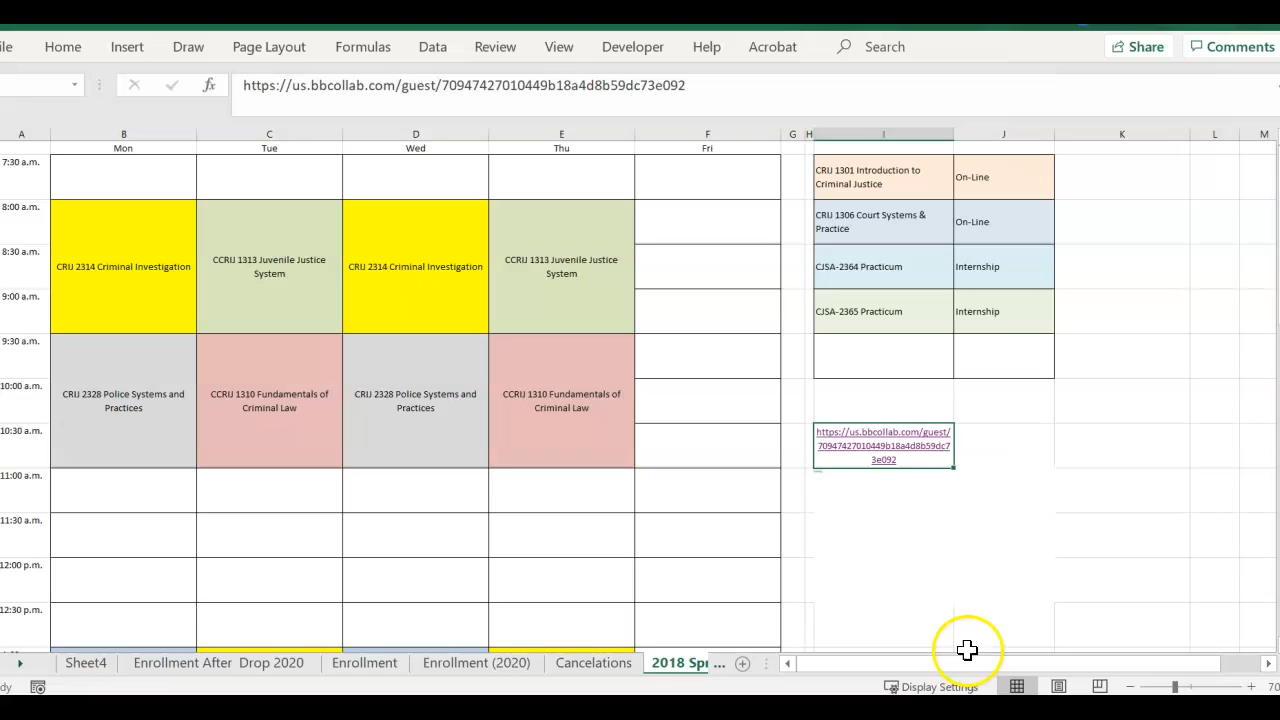 ile Home Insert Draw Page Layout Formulas Data Review View Developer Help Acrobat Search Share Comments
fx https://us.bbcollab.com/guest/70947427010449b18a4d8b59dc73e092
A B C D E F G H I J K L M
Mon Tue Wed Thu Fri
7:30 a.m.
CRIJ 1301 Introduction to
Criminal Justice
On-Line
8:00 a.m.
CRIJ 1306 Court Systems &
Practice
On-Line
8:30 a.m.
CRIJ 2314 Criminal Investigation
CCRIJ 1313 Juvenile Justice
System
CRIJ 2314 Criminal Investigation
CCRIJ 1313 Juvenile Justice
System
CJSA-2364 Practicum
Internship
9:00 a.m.
CJSA-2365 Practicum
Internship
9:30 a.m.
10:00 a.m.
CRIJ 2328 Police Systems and
Practices
CCRIJ 1310 Fundamentals of
Criminal Law
CRIJ 2328 Police Systems and
Practices
CCRIJ 1310 Fundamentals of
Criminal Law
10:30 a.m.
https://us.bbcollab.com/guest/
70947427010449b18a4d8b59dc7
3e092
11:00 a.m.
11:30 a.m.
12:00 p.m.
12:30 p.m.
Sheet4 Enrollment After Drop 2020 Enrollment Enrollment (2020) Cancelations 2018 Spr ...
dy Display Settings 70